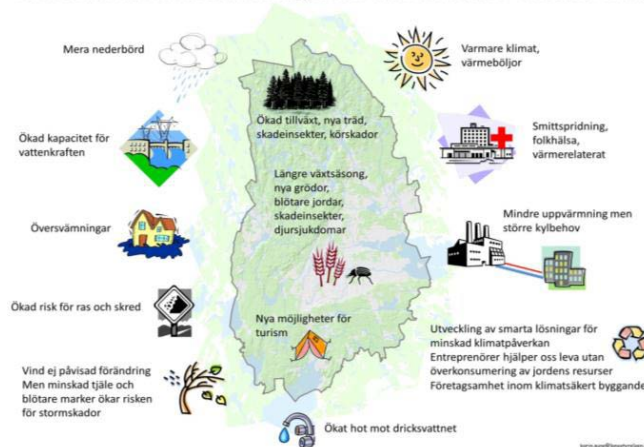 Mera nederbörd
Varmare klimat,
värmeböljor
Ökad tillväxt, nya träd,
skadeinsekter, körskador
Ökad kapacitet för
vattenkraften
Smittspridning,
folkhälsa,
värmerelaterat
Längre växtsäsong,
nya grödor,
blötare jordar,
skadeinsekter,
djursjukdomar
Översvämningar
Mindre uppvärmning men
större kylbehov
Ökad risk för ras och skred
Nya möjligheter för
turism
Utveckling av smarta lösningar för
minskad klimatpåverkan
Entreprenörer hjälper oss leva utan
överkonsumering av jordens resurser
Företagsamhet inom klimatsäkert byggande
Vind ej påvisad förändring
Men minskad tjäle och
blötare marker ökar risken
för stormskador
Ökat hot mot dricksvattnet